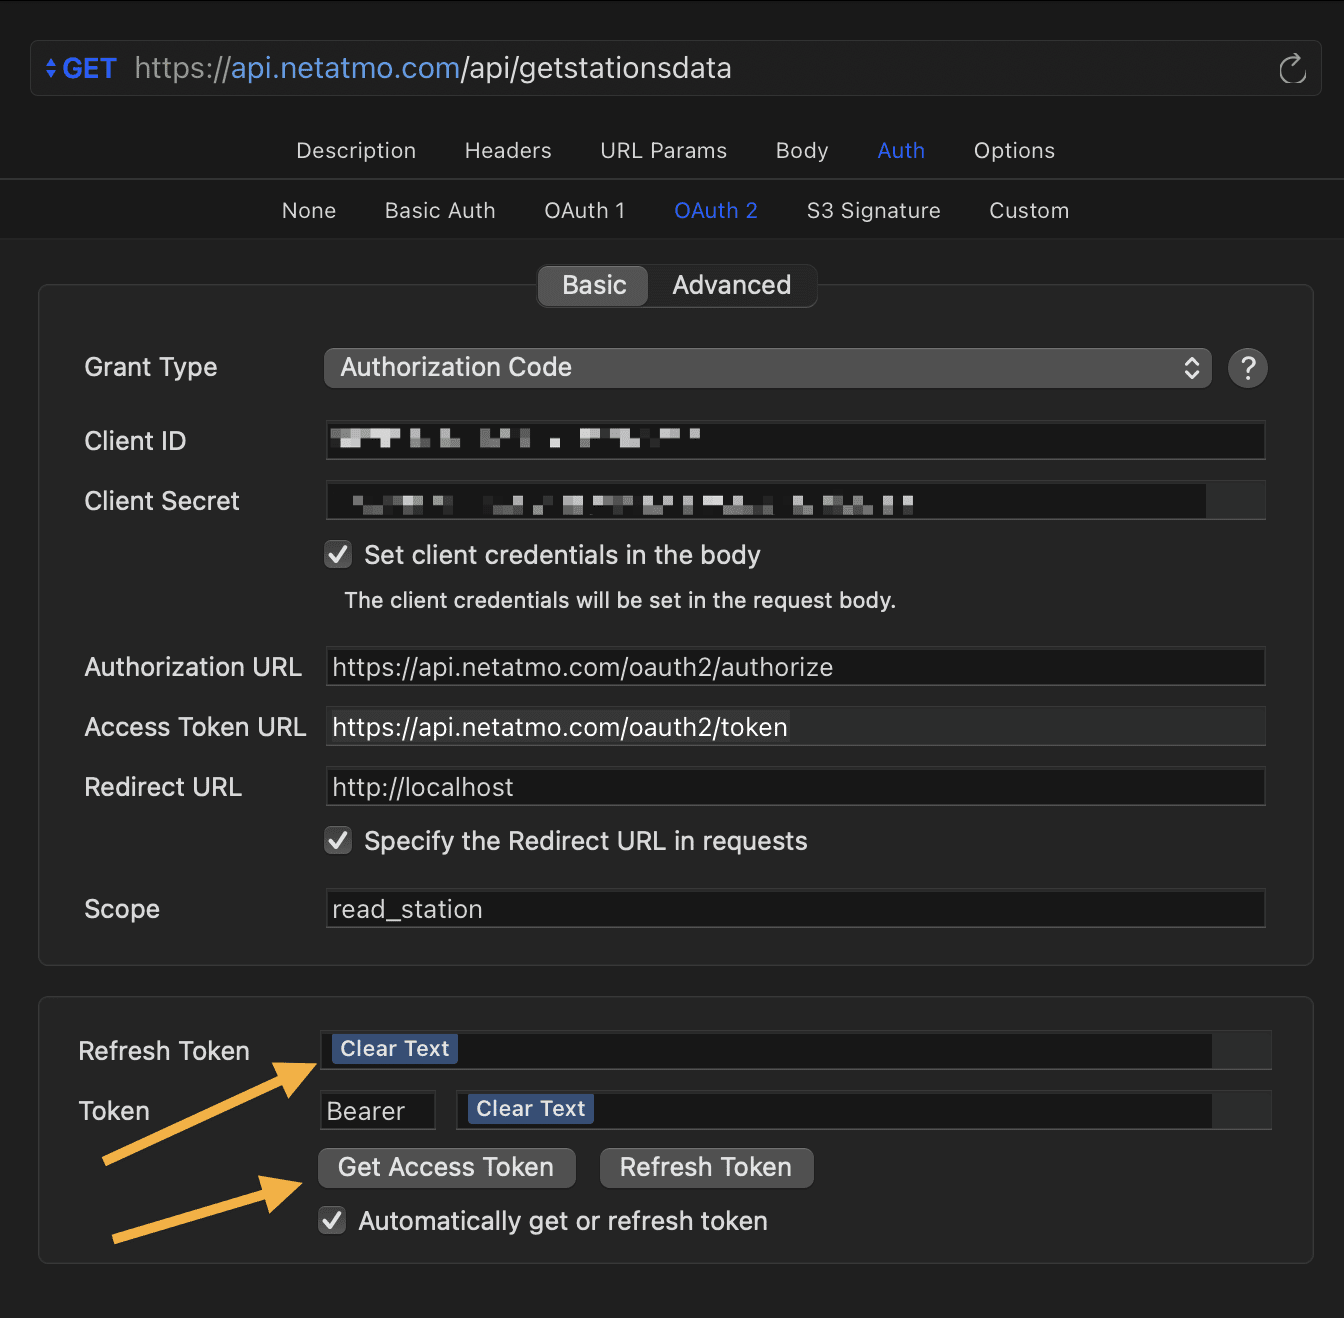 GET https://api.netatmo.com/api/getstationsdata
Description Headers URL Params Body Auth Options
None Basic Auth OAuth 1 OAuth 2 S3 Signature Custom
Basic Advanced
Grant Type Authorization Code ?
Client ID
Client Secret
Set client credentials in the body
The client credentials will be set in the request body.
Authorization URL https://api.netatmo.com/oauth2/authorize
Access Token URL https://api.netatmo.com/oauth2/token
Redirect URL http://localhost
Specify the Redirect URL in requests
Scope read_station
Refresh Token Clear Text
Token Bearer Clear Text
Get Access Token Refresh Token
Automatically get or refresh token